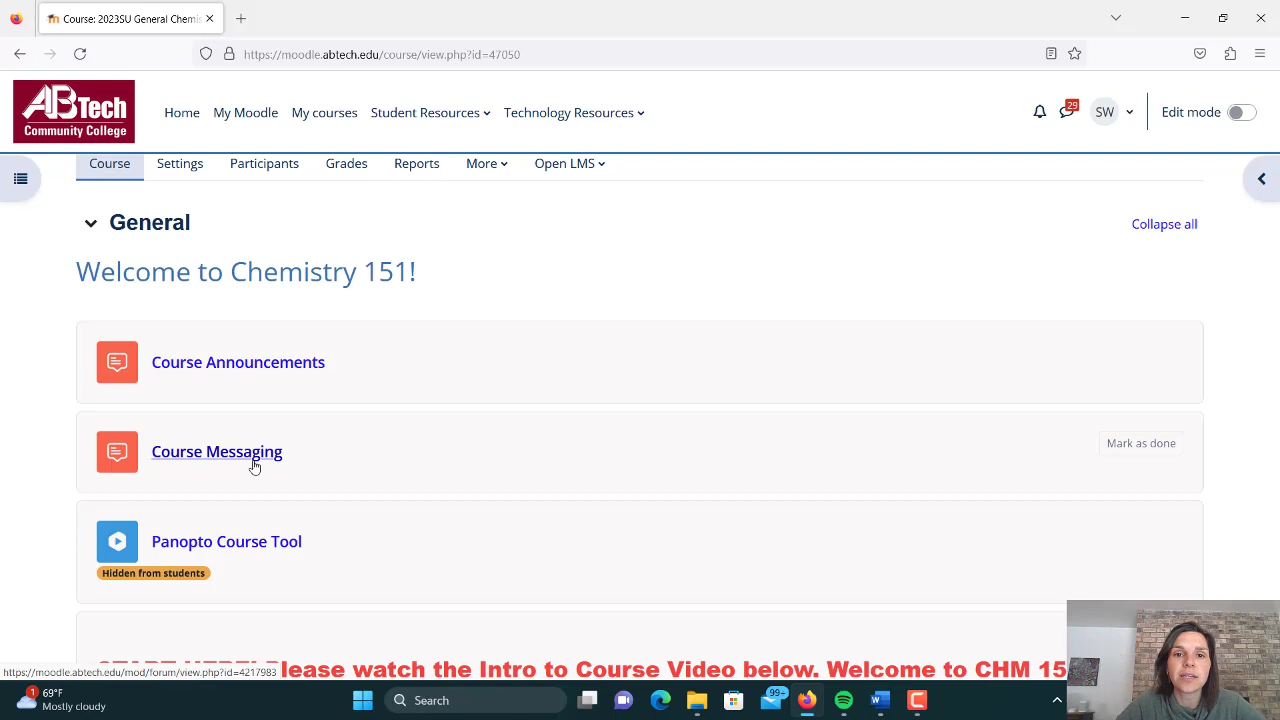 Course: 2023SU General Chemis
https://moodle.abtech.edu/course/view.php?id=47050
ABTech
Community College
Home
My Moodle
My courses
Student Resources
Technology Resources
29
SW
Edit mode
Course
Settings
Participants
Grades
Reports
More
Open LMS
General
Collapse all
Welcome to Chemistry 151!
Course Announcements
Course Messaging
Mark as done
Panopto Course Tool
Hidden from students
Please watch the Intro to Course Video below. Welcome to CHM 15
https://moodle.abtech.edu/mod/forum/view.php?id=4217983
1
69°F
Mostly cloudy
Search
99+